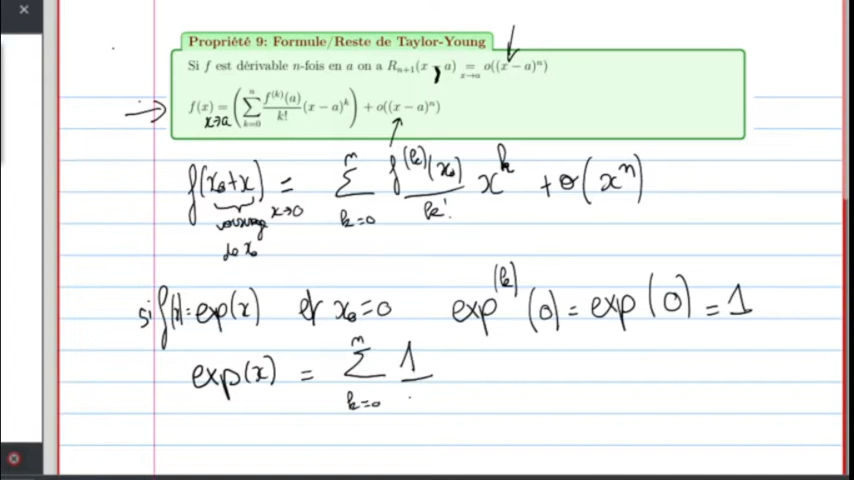 Propriété 9: Formule/Reste de Taylor-Young
Si f est dérivable n-fois en a on a R_{n+1}(x - a) =_{x→a} o((x - a)^n)
f(x) =_{x→a} (∑_{k=0}^{n} f^{(k)}(a)/k! (x - a)^k) + o((x - a)^n)
f(x₀+x) =_{x→0} ∑_{k=0}^{n} f^{(k)}(x₀)/k! x^k + o(x^n)
voisinage
de x₀
si f(x)=exp(x) et x₀=0 exp^{(k)}(0) = exp(0) = 1
exp(x) = ∑_{k=0}^{n} 1